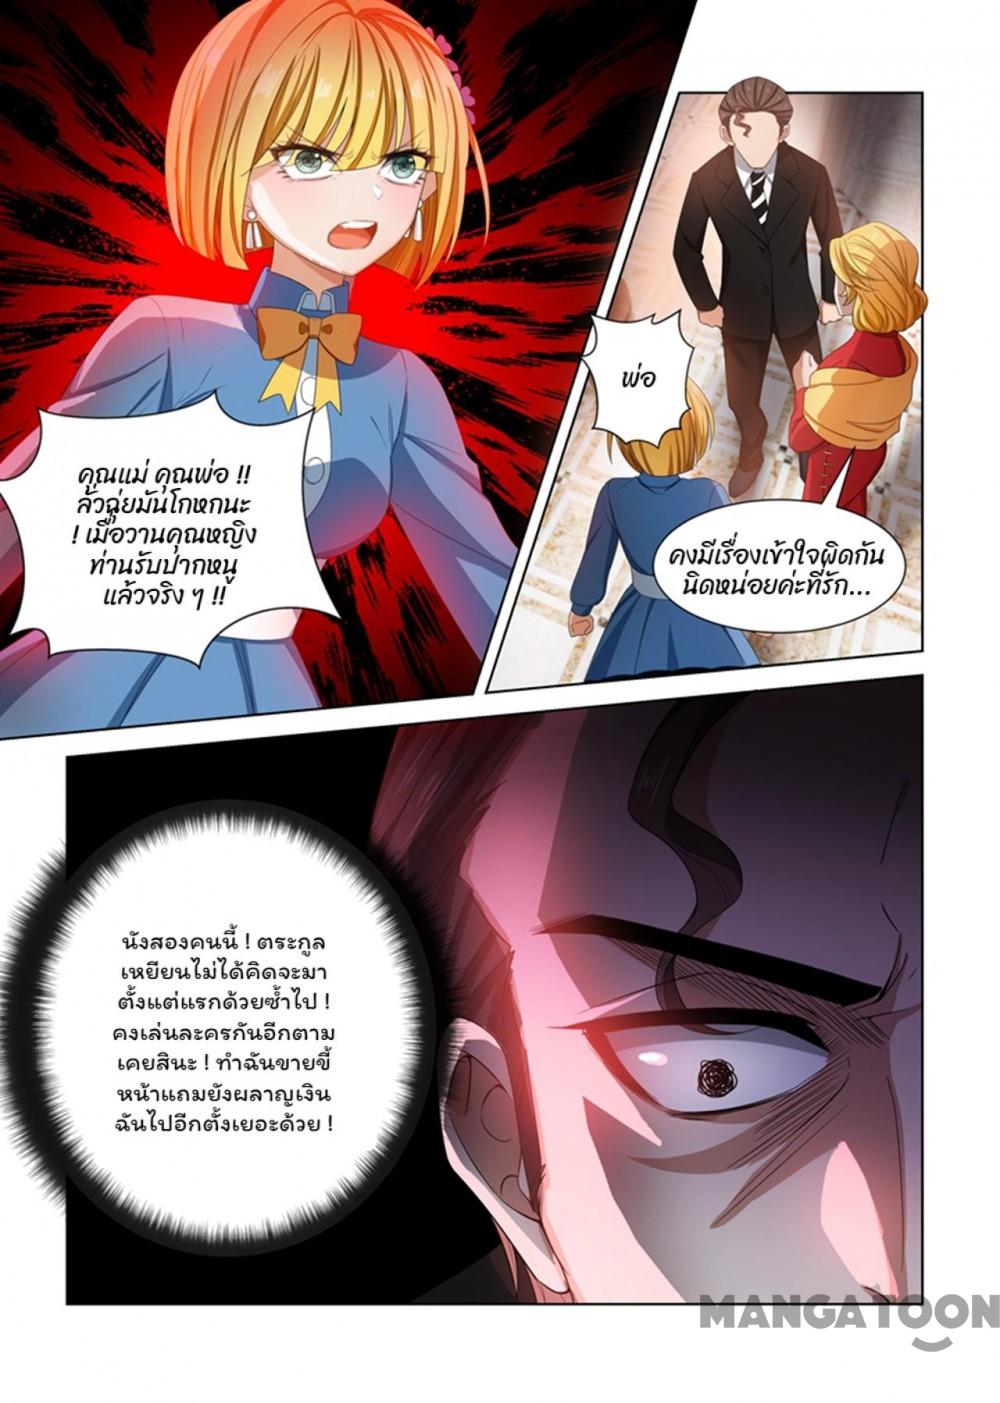 คุณแม่ คุณพ่อ !!
ลั่วฉุ่ยมันโกหกนะ
! เมื่อวานคุณหญิง
ท่านรับปากหนู
แล้วจริง ๆ !!
พ่อ
คงมีเรื่องเข้าใจผิดกัน
นิดหน่อยค่ะที่รัก...
นังสองคนนี้ ! ตระกูล
เหยียนไม่ได้คิดจะมา
ตั้งแต่แรกด้วยซ้ำไป !
คงเล่นละครกันอีกตาม
เคยสินะ ! ทำฉันขายขี้
หน้าแถมยังผลาญเงิน
ฉันไปอีกตั้งเยอะด้วย !
MANGATOON